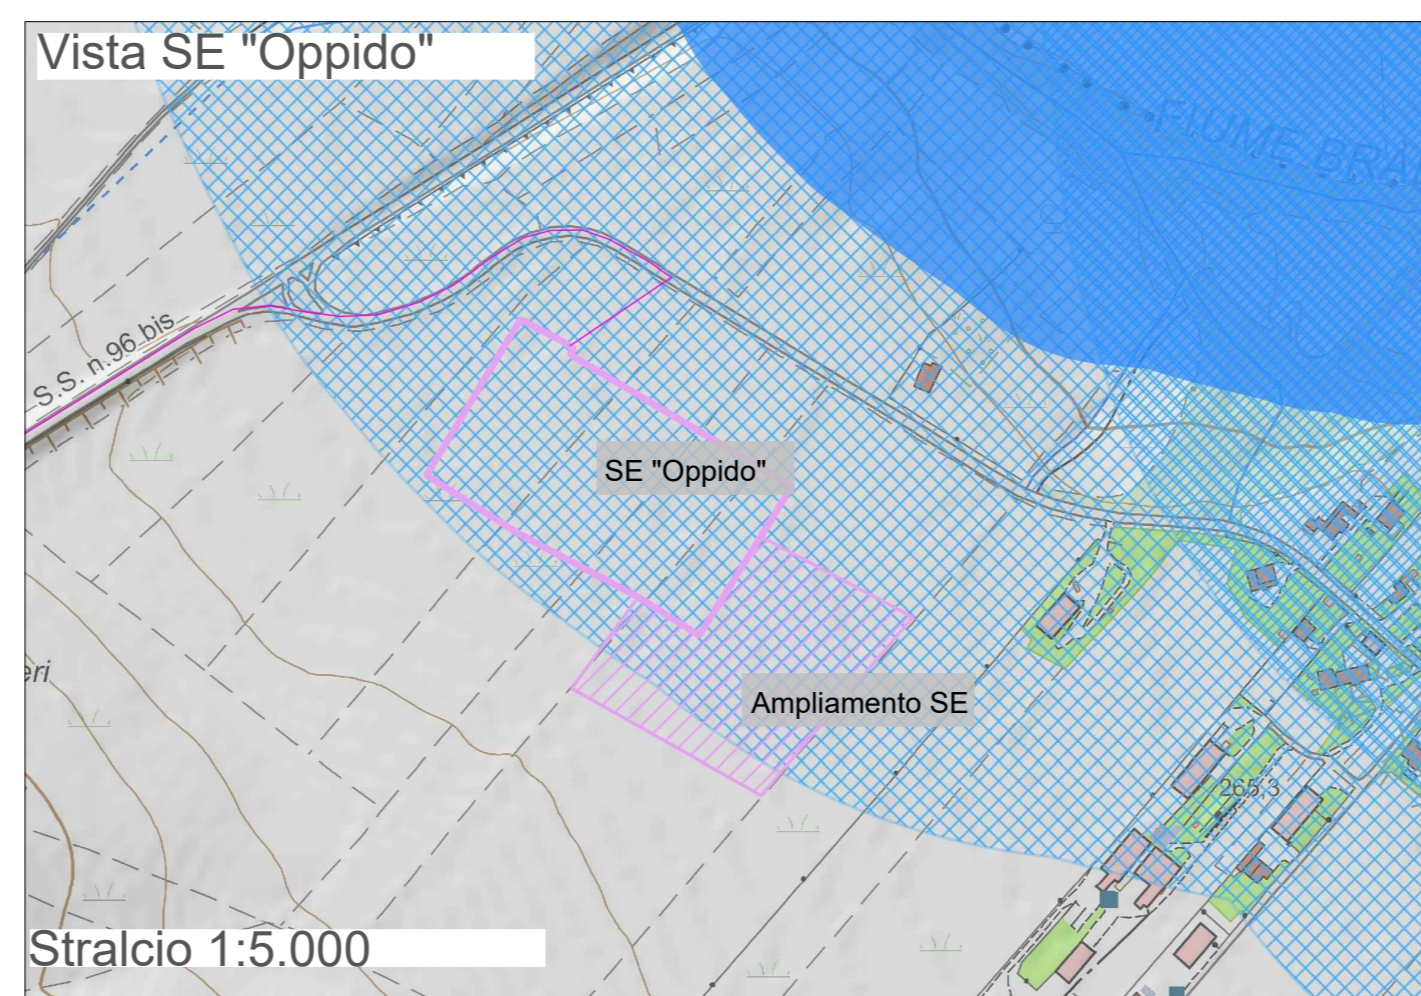 Vista SE "Oppido"
FIUME BRA
S.S. n.96 bis
SE "Oppido"
eri
Ampliamento SE
265,3
Stralcio 1:5.000